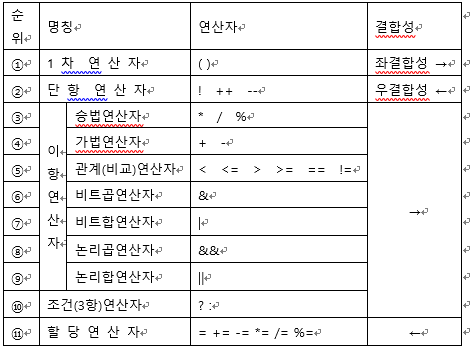 순위 명칭 연산자 결합성
① 1 차 연 산 자 ( ) 좌결합성 →
② 단 항 연 산 자 ! ++ -- 우결합성 ←
이항연산자
③ 승법연산자 * / %
④ 가법연산자 + -
⑤ 관계(비교)연산자 < <= > >= == !=
⑥ 비트곱연산자 &
→
⑦ 비트합연산자 |
⑧ 논리곱연산자 &&
⑨ 논리합연산자 ||
⑩ 조건(3항)연산자 ? :
⑪ 할 당 연 산 자 = += -= *= /= %= ←